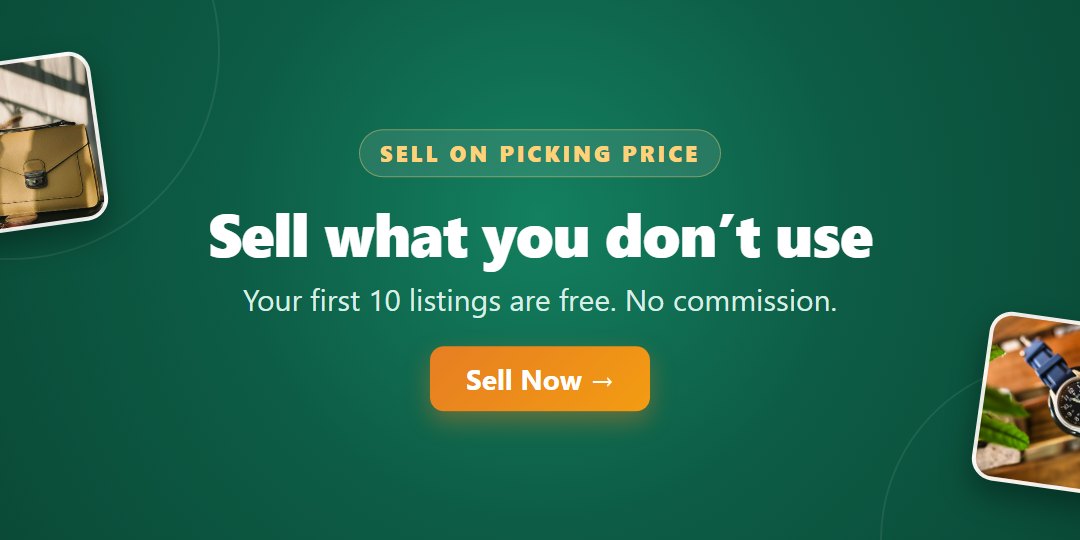 SELL ON PICKING PRICE
Sell what you don’t use
Your first 10 listings are free. No commission.
Sell Now →